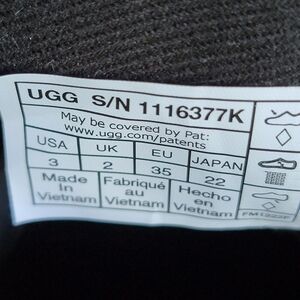 UGG S/N 1116377K
May be covered by Pat:
www.ugg.com/patents
USA UK EU JAPAN
3 2 35 22
Made In Vietnam
Fabriqué au Vietnam
Hecho en Vietnam